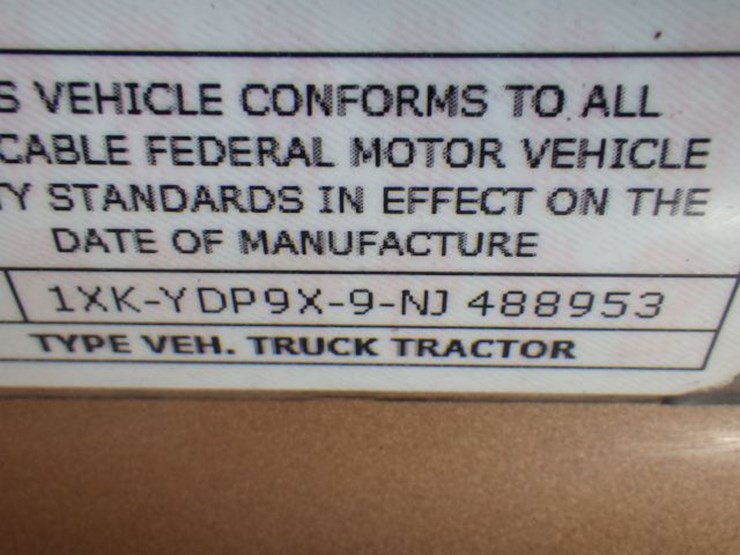 S VEHICLE CONFORMS TO ALL
CABLE FEDERAL MOTOR VEHICLE
TY STANDARDS IN EFFECT ON THE
DATE OF MANUFACTURE
1XK-YDP9X-9-NJ 488953
TYPE VEH. TRUCK TRACTOR